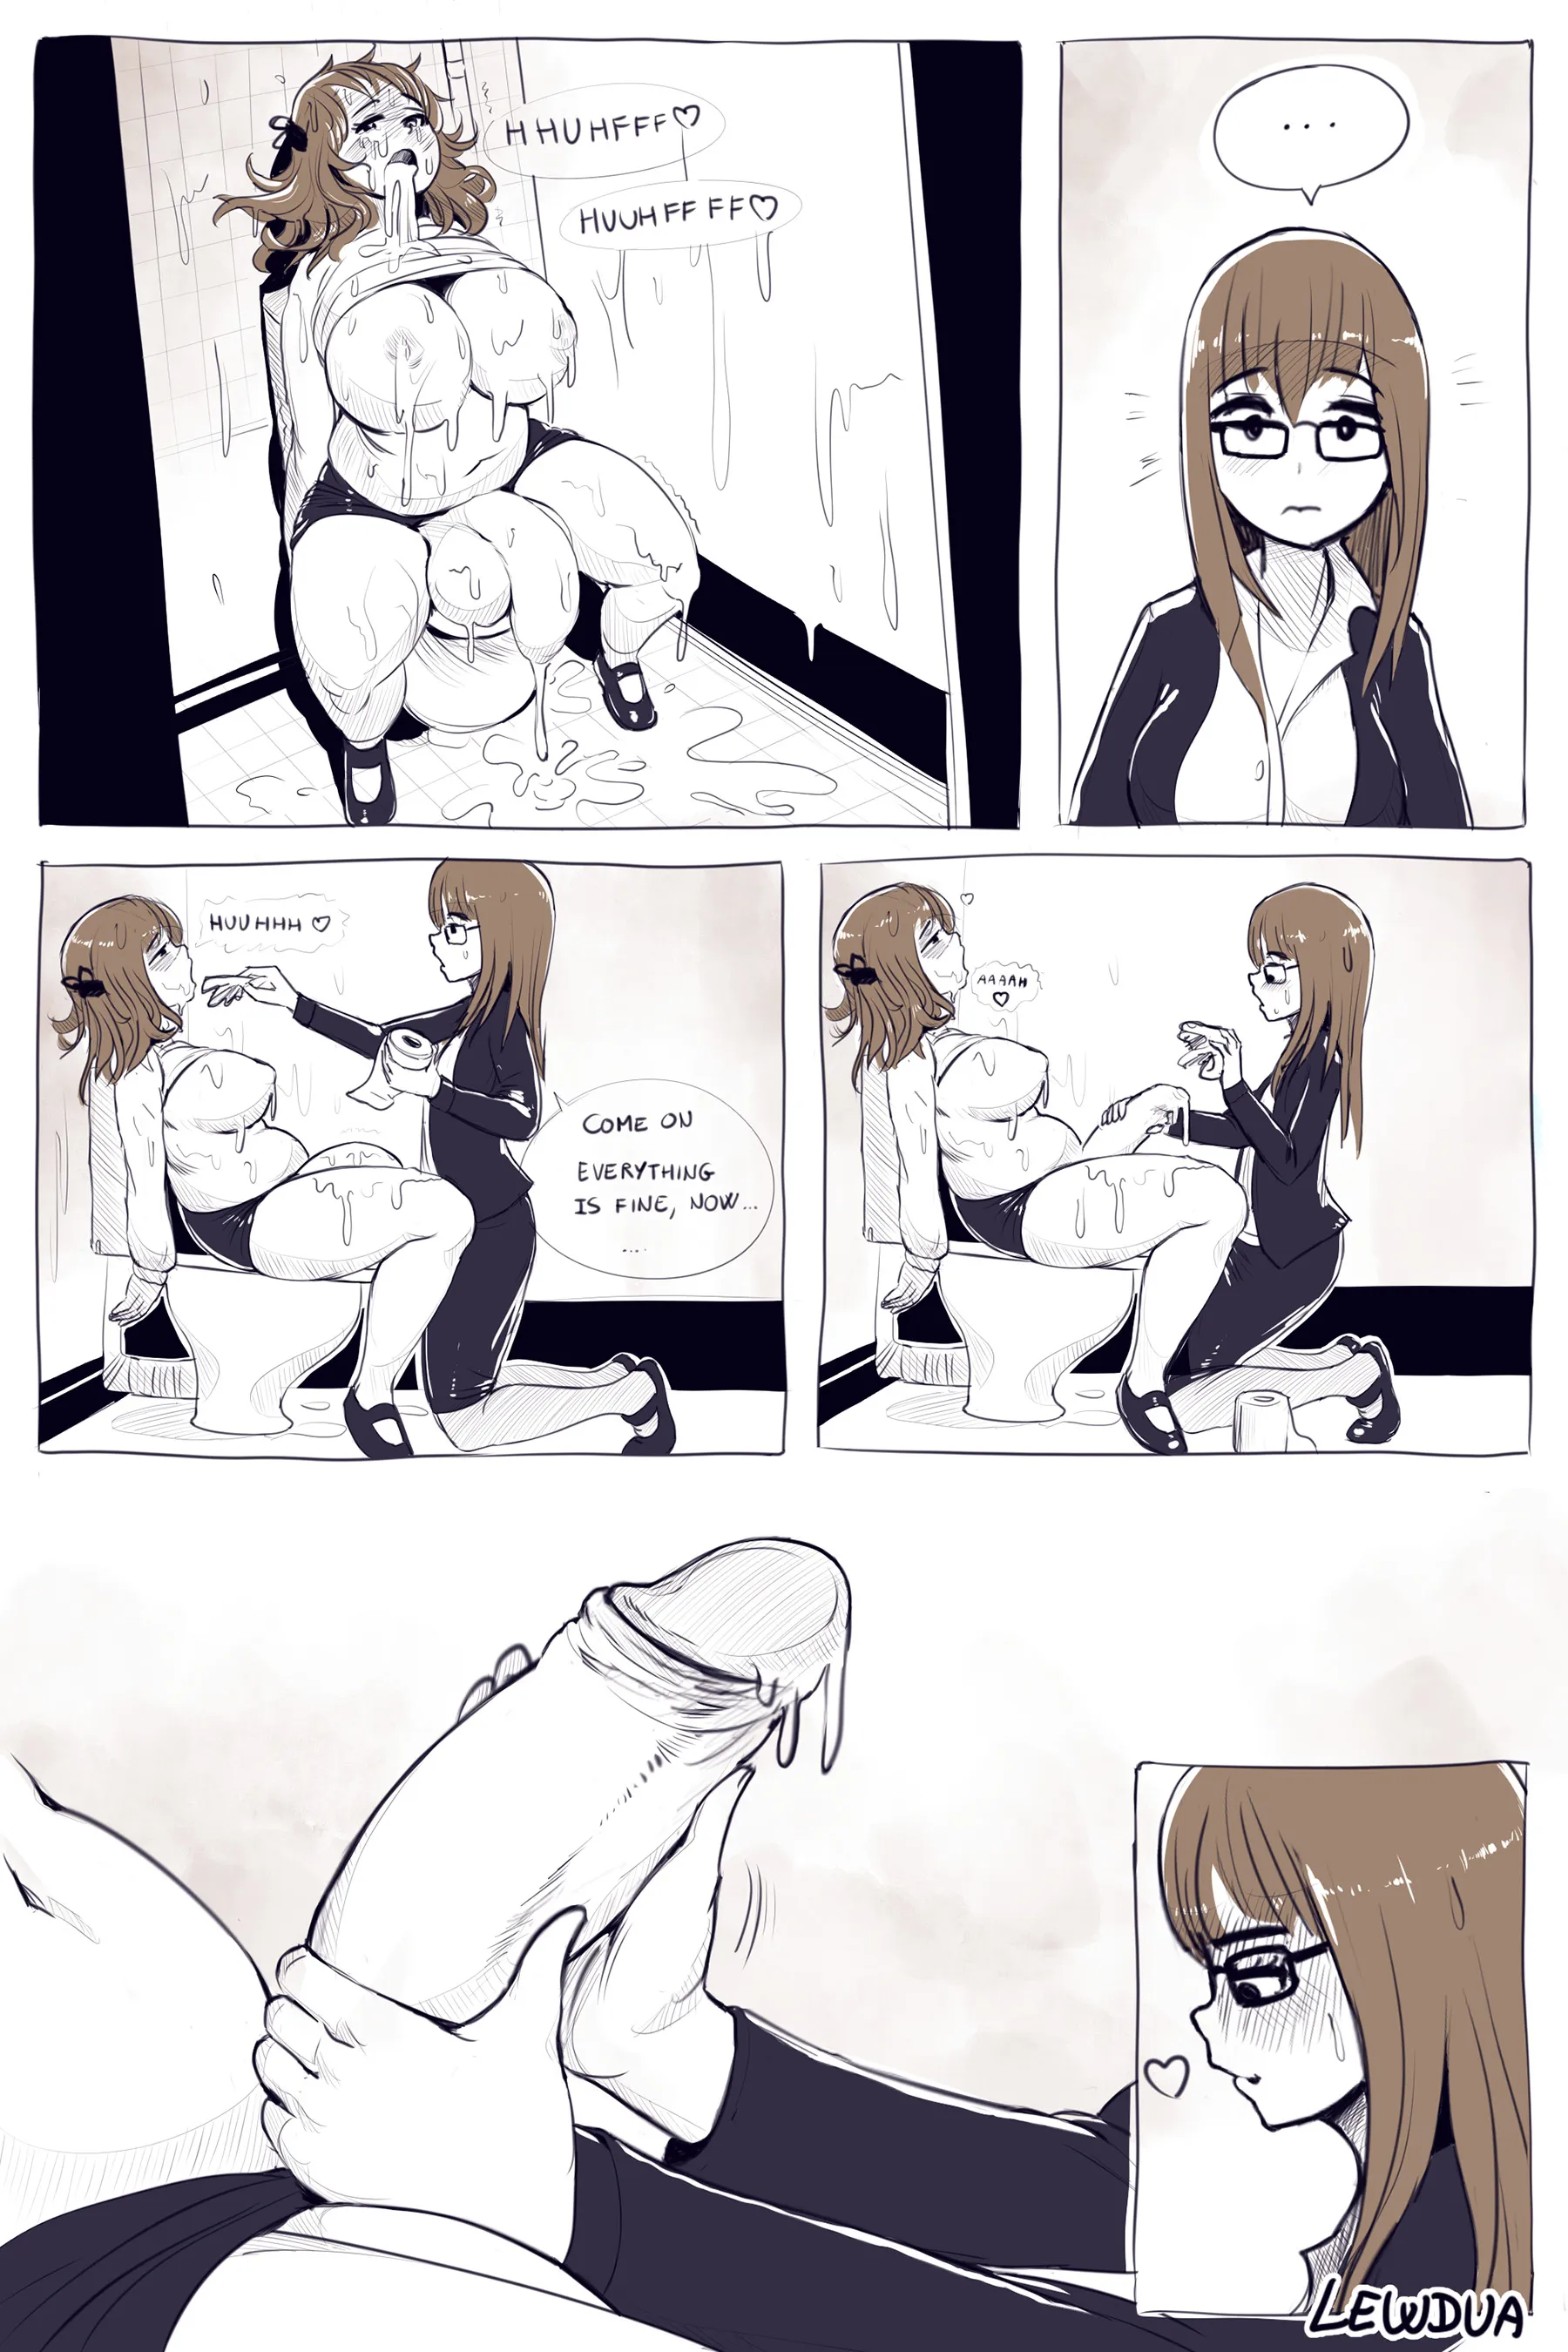 HHUHFFF♡
HUUHFFFF♡
...
HUUHHH ♡
COME ON
EVERYTHING
IS FINE, NOW...
....
AAAAH
♡
LEWDUA